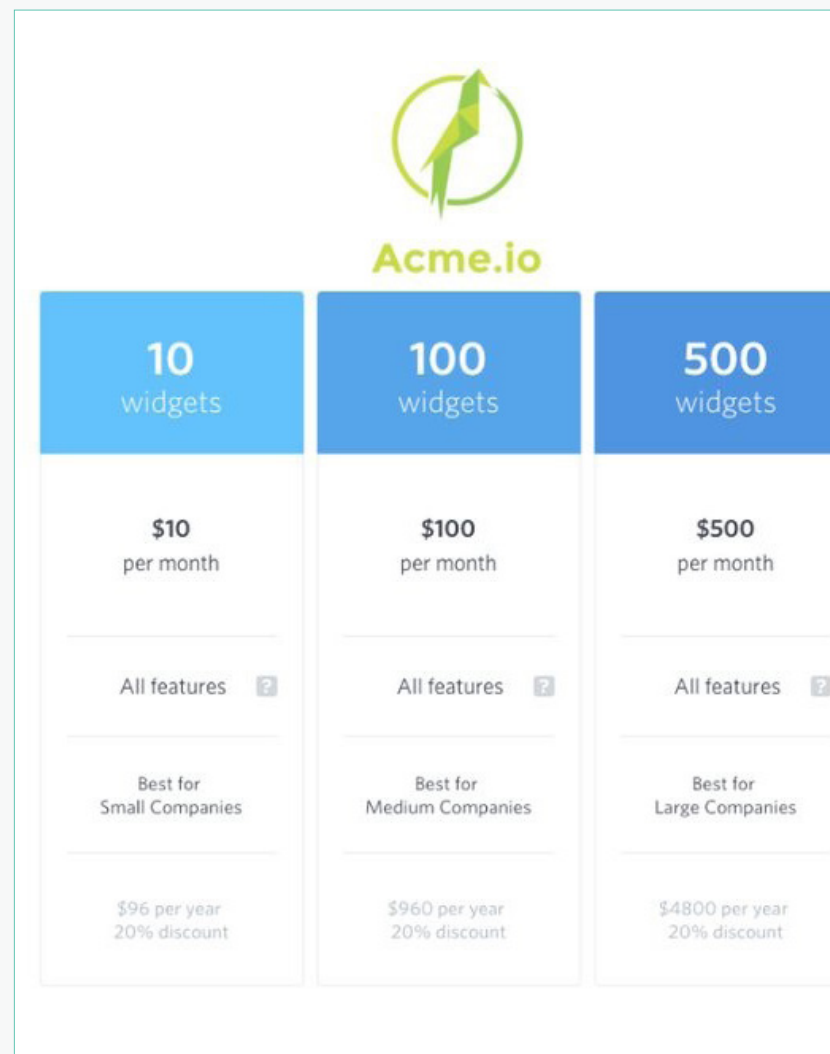 Acme.io
10
widgets
$10
per month
All features ?
Best for
Small Companies
$96 per year
20% discount
100
widgets
$100
per month
All features ?
Best for
Medium Companies
$960 per year
20% discount
500
widgets
$500
per month
All features ?
Best for
Large Companies
$4800 per year
20% discount